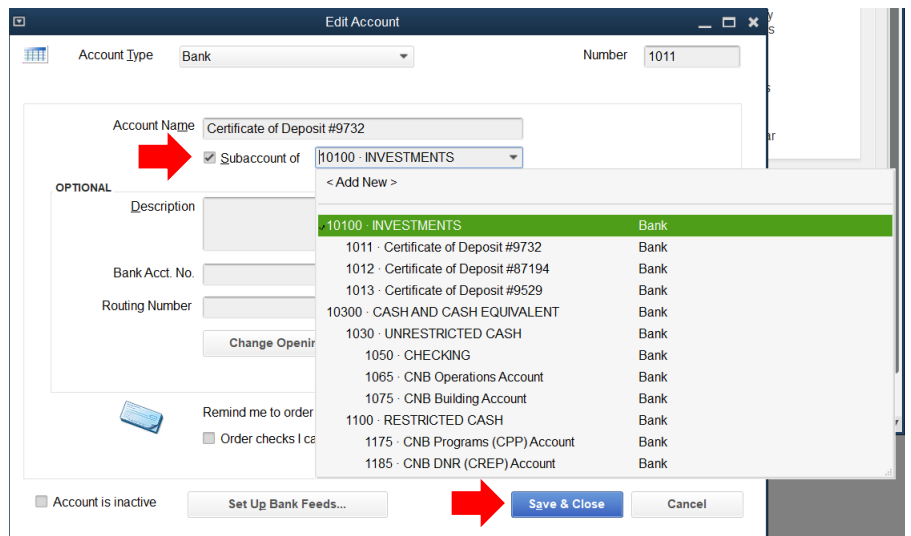 Edit Account
Account Type Bank Number 1011
Account Name Certificate of Deposit #9732
Subaccount of 10100 · INVESTMENTS
< Add New >
OPTIONAL
Description
10100 · INVESTMENTS Bank
1011 · Certificate of Deposit #9732 Bank
1012 · Certificate of Deposit #87194 Bank
Bank Acct. No.
1013 · Certificate of Deposit #9529 Bank
Routing Number
10300 · CASH AND CASH EQUIVALENT Bank
1030 · UNRESTRICTED CASH Bank
Change Openin
1050 · CHECKING Bank
1065 · CNB Operations Account Bank
1075 · CNB Building Account Bank
Remind me to order
1100 · RESTRICTED CASH Bank
Order checks I ca
1175 · CNB Programs (CPP) Account Bank
1185 · CNB DNR (CREP) Account Bank
Account is inactive Set Up Bank Feeds... Save & Close Cancel